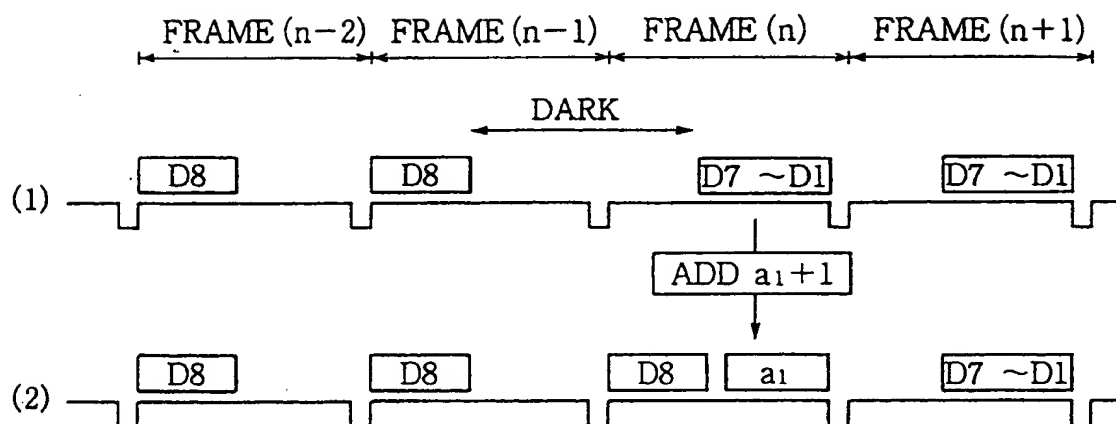 FRAME (n-2) FRAME (n-1) FRAME (n) FRAME (n+1)
DARK
(1) D8 D8 D7 ~D1 D7 ~D1
ADD a1+1
(2) D8 D8 D8 a1 D7 ~D1